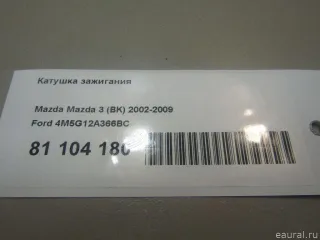 Катушка зажигания
Mazda Mazda 3 (BK) 2002-2009
Ford 4M5G12A366BC
81 104 180
eaural.ru